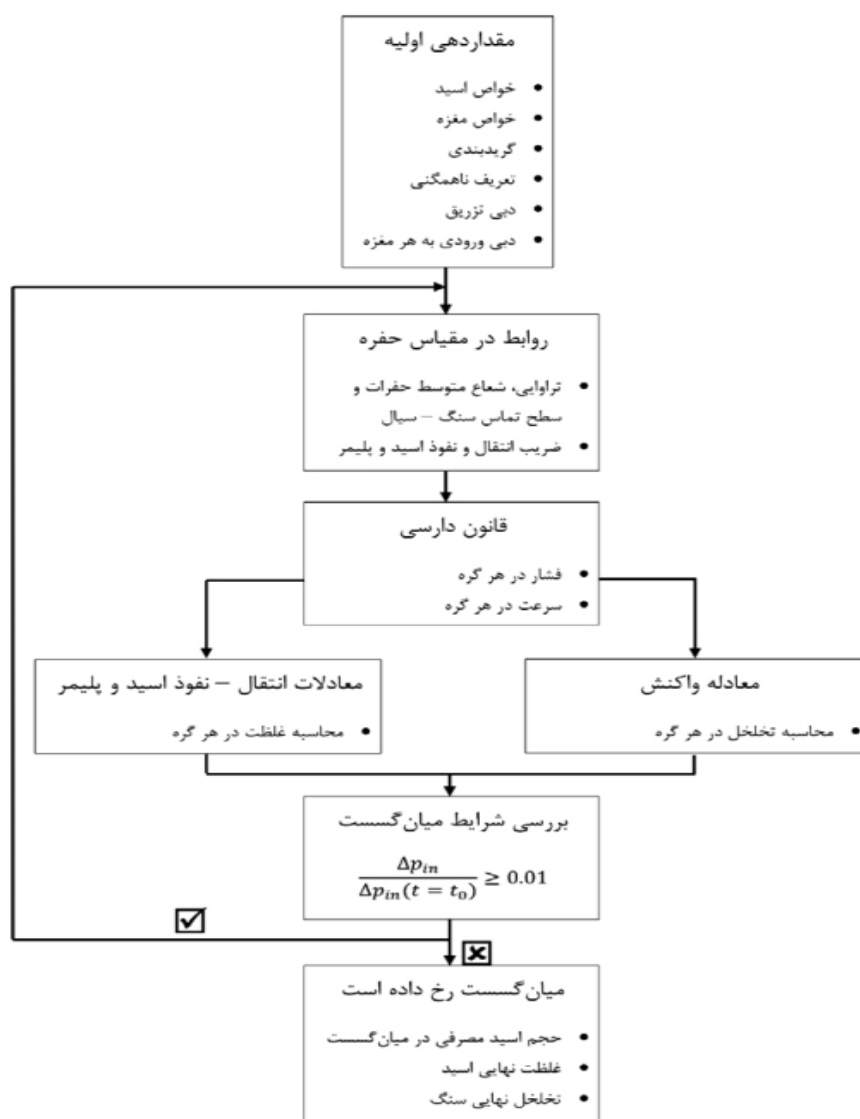 مقداردهی اولیه
• خواص اسید
• خواص مغزه
• گریدبندی
• تعریف ناهمگنی
• دبی تزریق
• دبی ورودی به هر مغزه
روابط در مقیاس حفره
• تراوایی، شعاع متوسط حفرات و
سطح تماس سنگ – سیال
• ضریب انتقال و نفوذ اسید و پلیمر
قانون دارسی
• فشار در هر گره
• سرعت در هر گره
معادله واکنش
• محاسبه تخلخل در هر گره
معادلات انتقال – نفوذ اسید و پلیمر
• محاسبه غلظت در هر گره
بررسی شرایط میان‌گسست
Δp_in / Δp_in(t = t_0) ≥ 0.01
میان‌گسست رخ داده است
• حجم اسید مصرفی در میان‌گسست
• غلظت نهایی اسید
• تخلخل نهایی سنگ